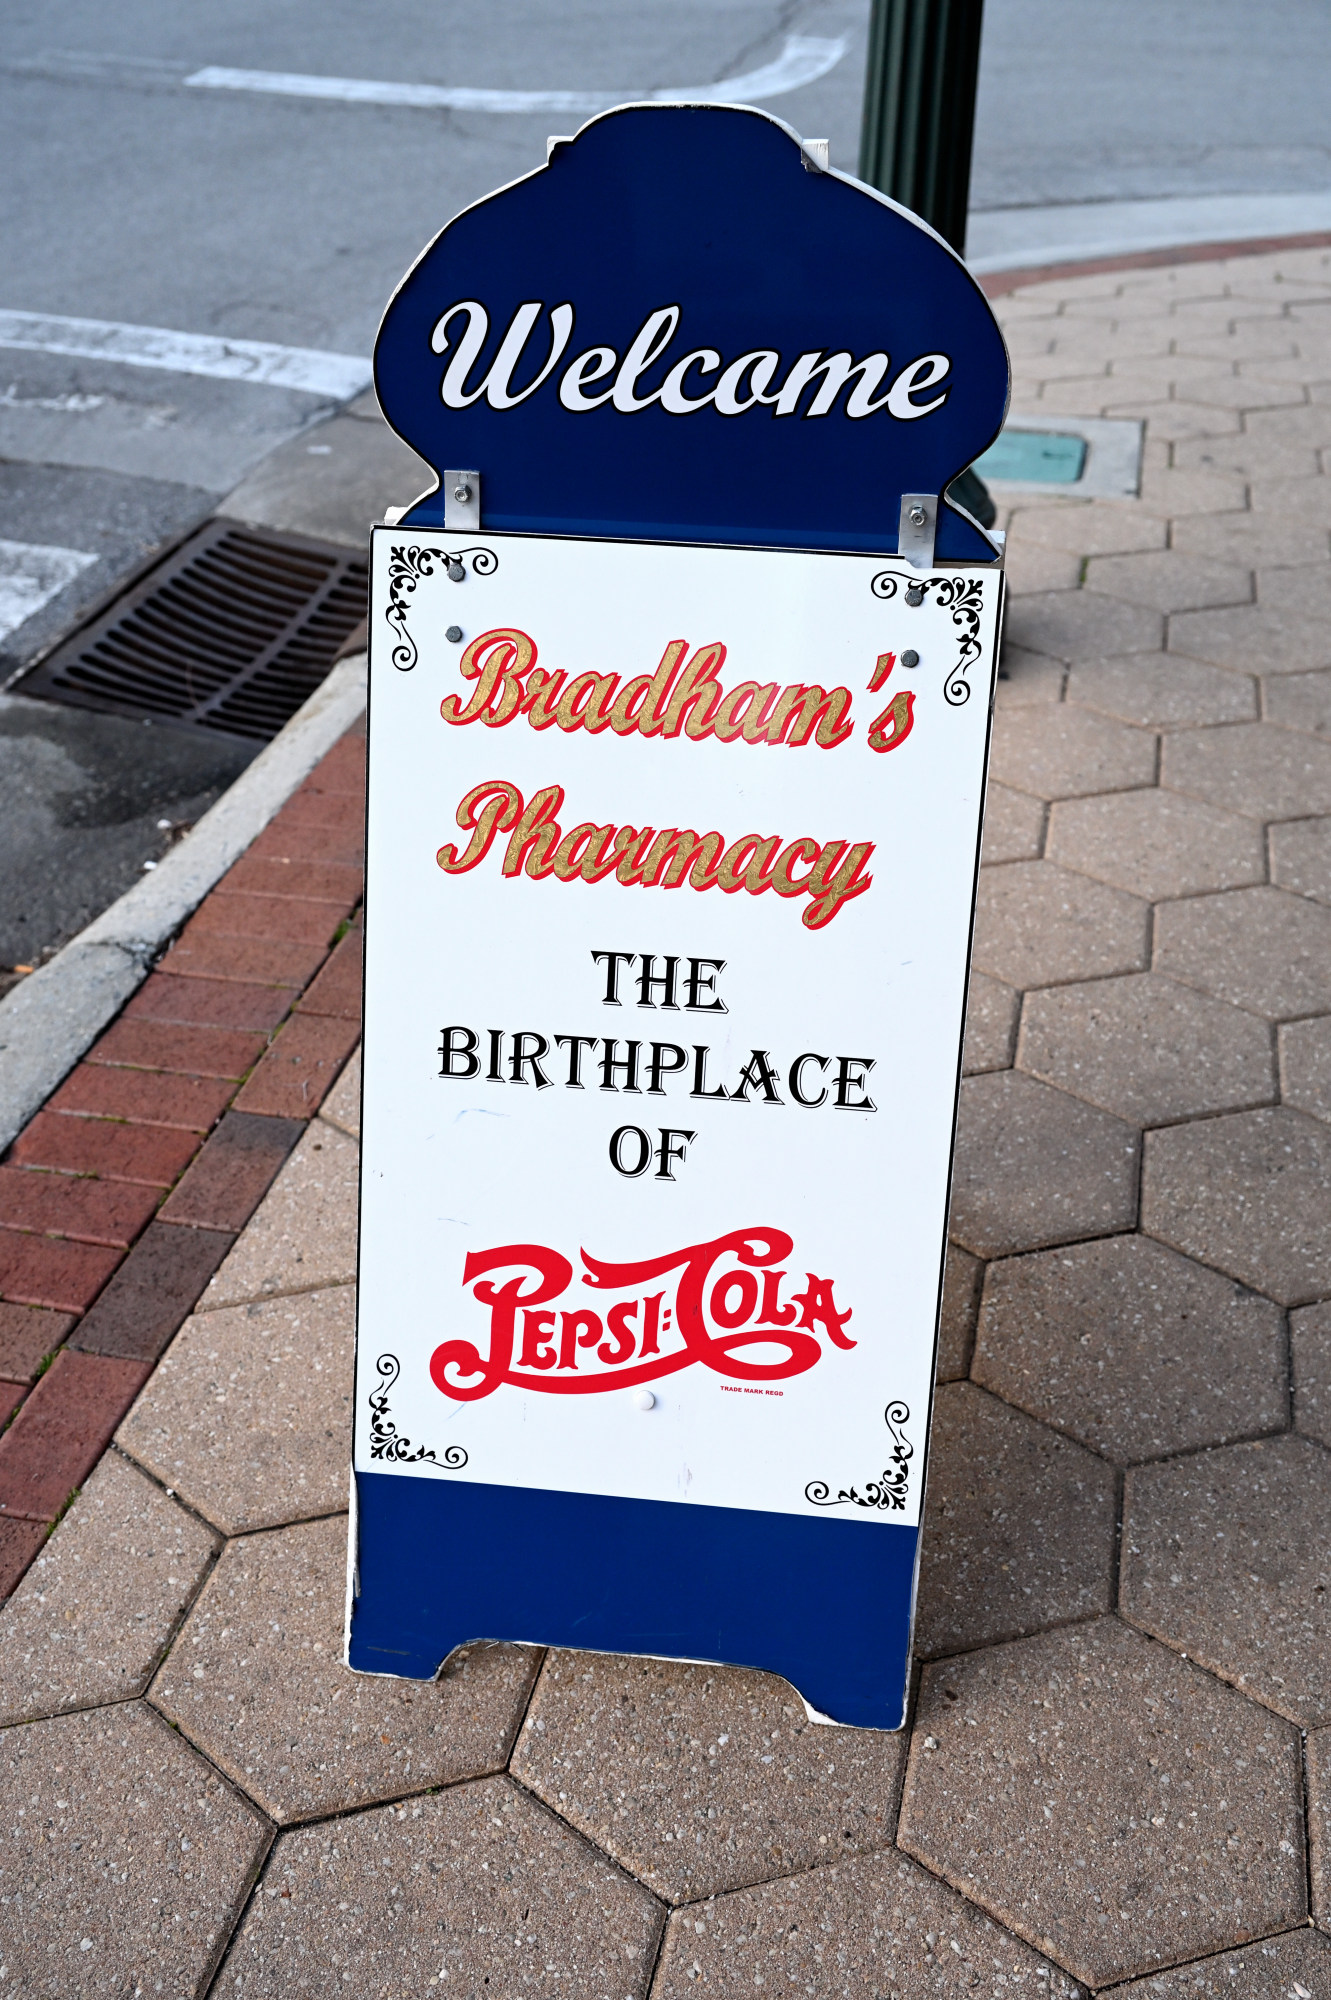 Welcome
Bradham's
Pharmacy
THE
BIRTHPLACE
OF
PEPSI:COLA
TRADE MARK REGD